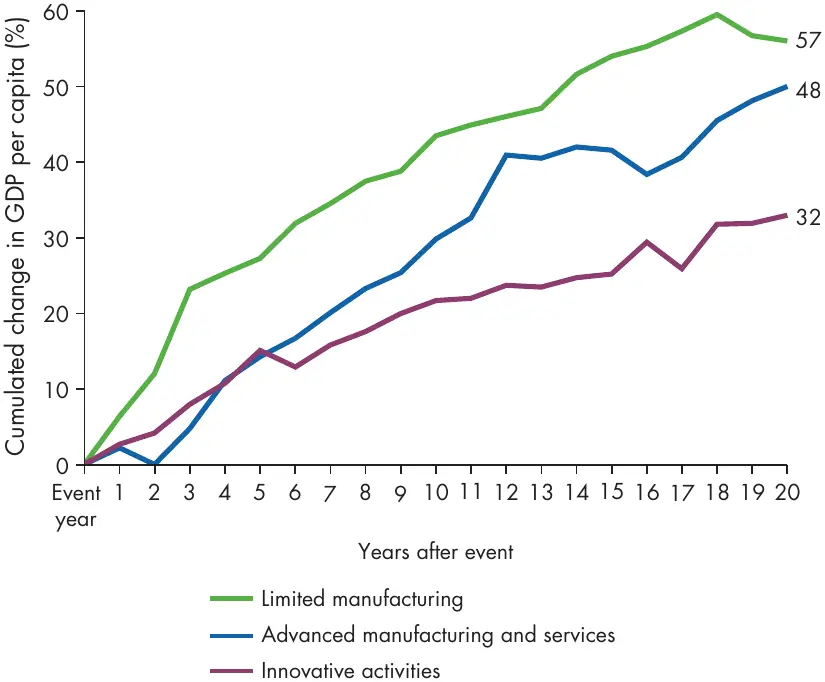 Cumulated change in GDP per capita (%)
60
50
40
30
20
10
0
57
48
32
Event year 1 2 3 4 5 6 7 8 9 10 11 12 13 14 15 16 17 18 19 20
Years after event
Limited manufacturing
Advanced manufacturing and services
Innovative activities